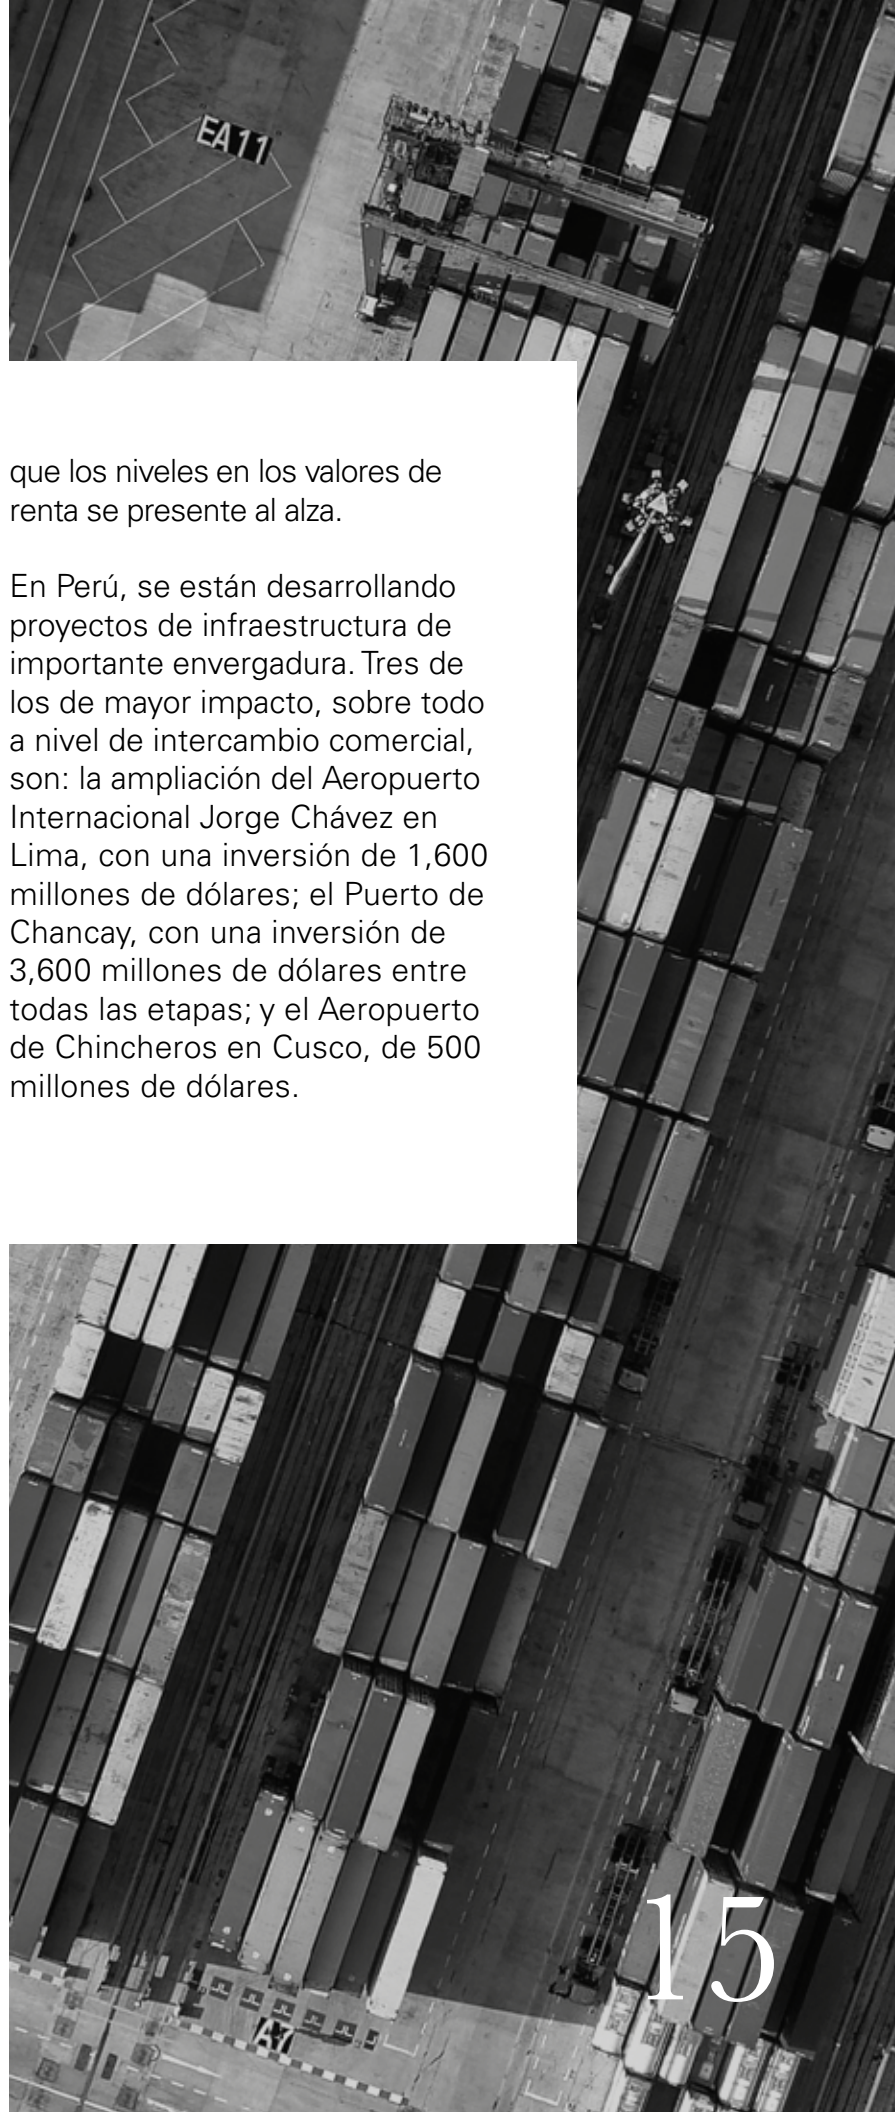 EA11
que los niveles en los valores de
renta se presente al alza.
En Perú, se están desarrollando
proyectos de infraestructura de
importante envergadura. Tres de
los de mayor impacto, sobre todo
a nivel de intercambio comercial,
son: la ampliación del Aeropuerto
Internacional Jorge Chávez en
Lima, con una inversión de 1,600
millones de dólares; el Puerto de
Chancay, con una inversión de
3,600 millones de dólares entre
todas las etapas; y el Aeropuerto
de Chincheros en Cusco, de 500
millones de dólares.
15
A7